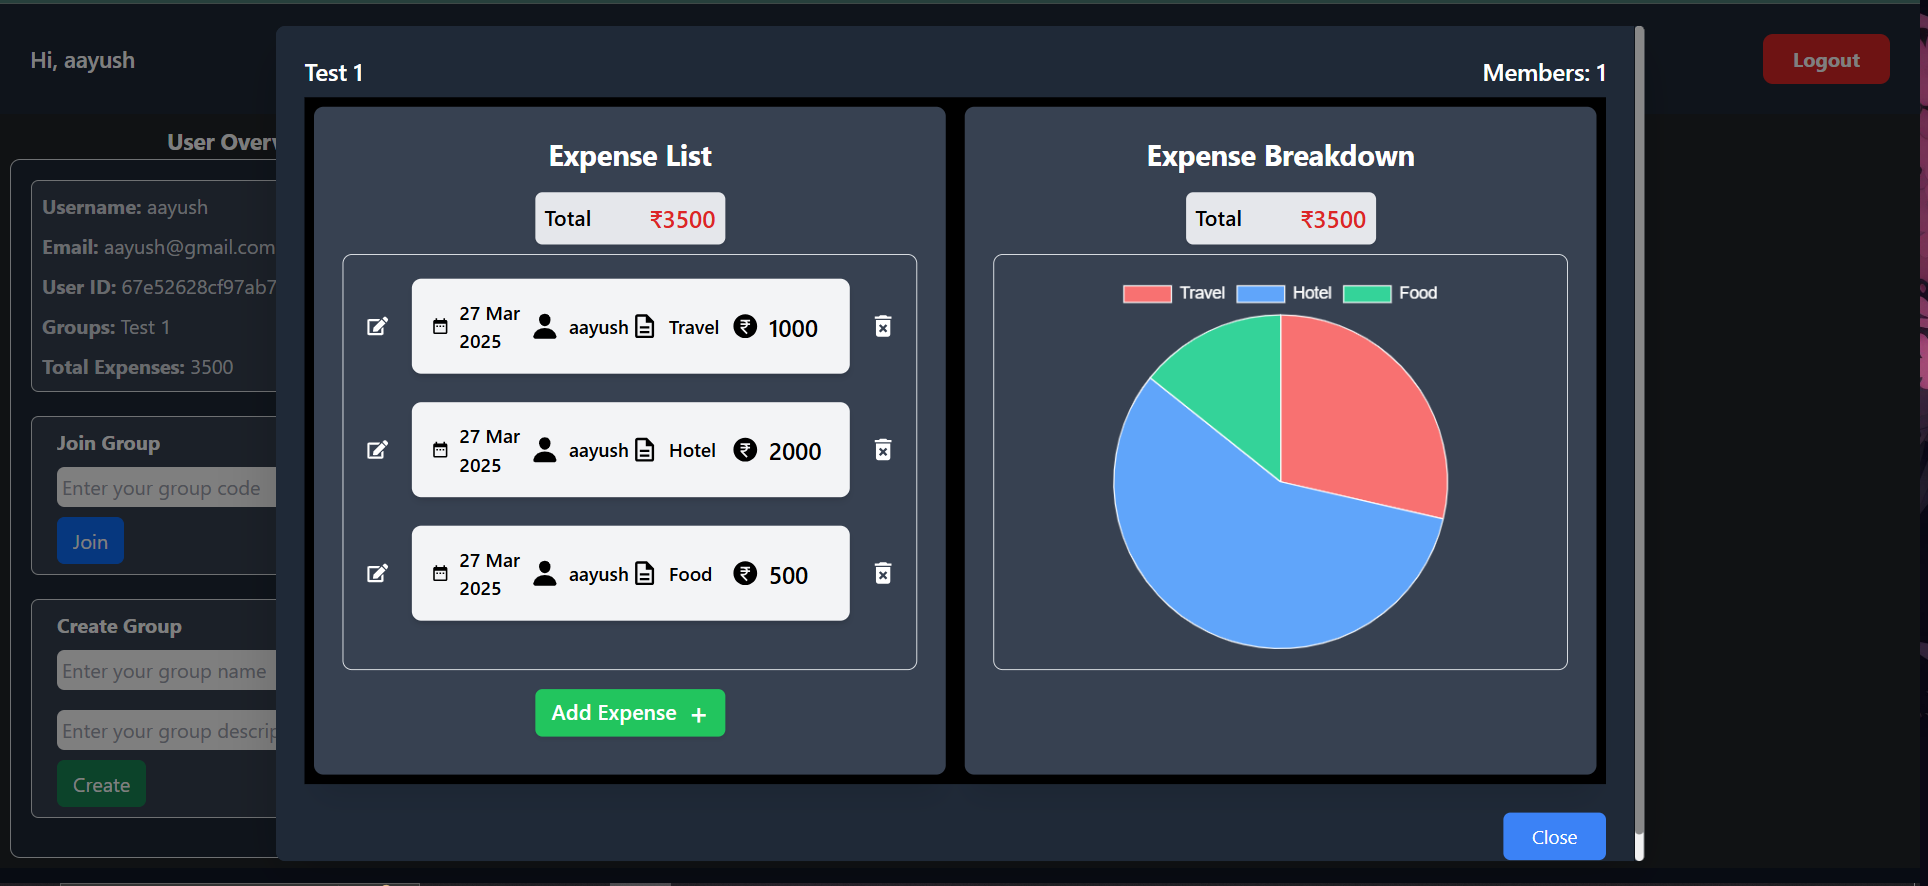 Hi, aayush
Logout
User Over
Username: aayush
Email: aayush@gmail.com
User ID: 67e52628cf97ab7
Groups: Test 1
Total Expenses: 3500
Join Group
Enter your group code
Join
Create Group
Enter your group name
Enter your group descrip
Create
Test 1
Members: 1
Expense List
Total ₹3500
27 Mar
2025
aayush
Travel
₹ 1000
27 Mar
2025
aayush
Hotel
₹ 2000
27 Mar
2025
aayush
Food
₹ 500
Add Expense +
Expense Breakdown
Total ₹3500
Travel Hotel Food
Close